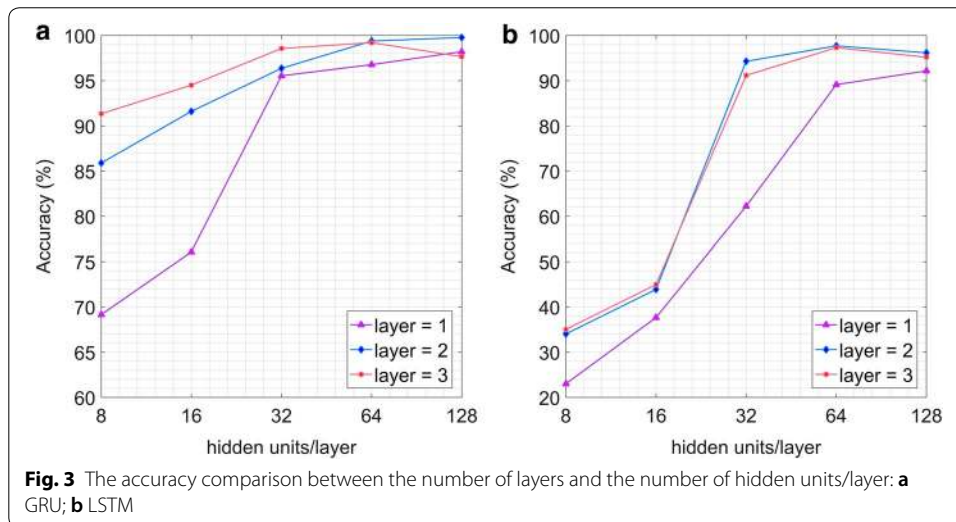 a
100
95
90
85
80
75
70
65
60
Accuracy (%)
8 16 32 64 128
hidden units/layer
layer = 1
layer = 2
layer = 3
b
100
90
80
70
60
50
40
30
20
Accuracy (%)
8 16 32 64 128
hidden units/layer
layer = 1
layer = 2
layer = 3
Fig. 3 The accuracy comparison between the number of layers and the number of hidden units/layer: a
GRU; b LSTM